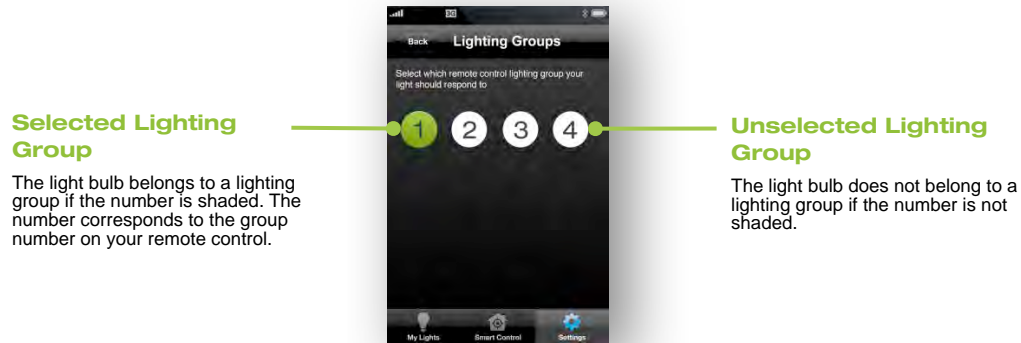 3G
Back
Lighting Groups
Select which remote control lighting group your
light should respond to
1 2 3 4
My Lights
Smart Control
Settings
Selected Lighting
Group
The light bulb belongs to a lighting
group if the number is shaded. The
number corresponds to the group
number on your remote control.
Unselected Lighting
Group
The light bulb does not belong to a
lighting group if the number is not
shaded.